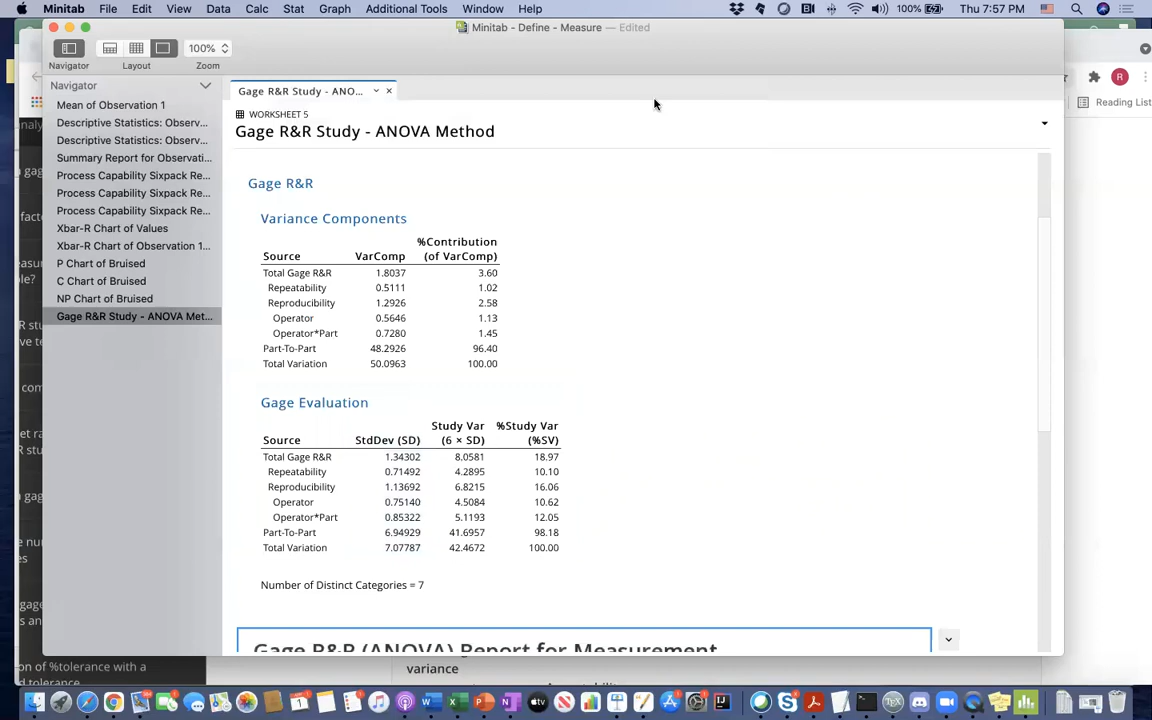 Minitab File Edit View Data Calc Stat Graph Additional Tools Window Help 100% Thu 7:57 PM
Minitab - Define - Measure — Edited
100%
Navigator Layout Zoom
R
Reading List
Navigator
Mean of Observation 1
Descriptive Statistics: Observ...
Descriptive Statistics: Observ...
Summary Report for Observati...
Process Capability Sixpack Re...
Process Capability Sixpack Re...
Process Capability Sixpack Re...
Xbar-R Chart of Values
Xbar-R Chart of Observation 1...
P Chart of Bruised
C Chart of Bruised
NP Chart of Bruised
Gage R&R Study - ANOVA Met...
Gage R&R Study - ANO...
WORKSHEET 5
Gage R&R Study - ANOVA Method
Gage R&R
Variance Components
%Contribution
Source VarComp (of VarComp)
Total Gage R&R 1.8037 3.60
Repeatability 0.5111 1.02
Reproducibility 1.2926 2.58
Operator 0.5646 1.13
Operator*Part 0.7280 1.45
Part-To-Part 48.2926 96.40
Total Variation 50.0963 100.00
Gage Evaluation
Study Var %Study Var
Source StdDev (SD) (6 × SD) (%SV)
Total Gage R&R 1.34302 8.0581 18.97
Repeatability 0.71492 4.2895 10.10
Reproducibility 1.13692 6.8215 16.06
Operator 0.75140 4.5084 10.62
Operator*Part 0.85322 5.1193 12.05
Part-To-Part 6.94929 41.6957 98.18
Total Variation 7.07787 42.4672 100.00
Number of Distinct Categories = 7
Gage R&R (ANOVA) Report for Measurement
variance
on of %tolerance with a